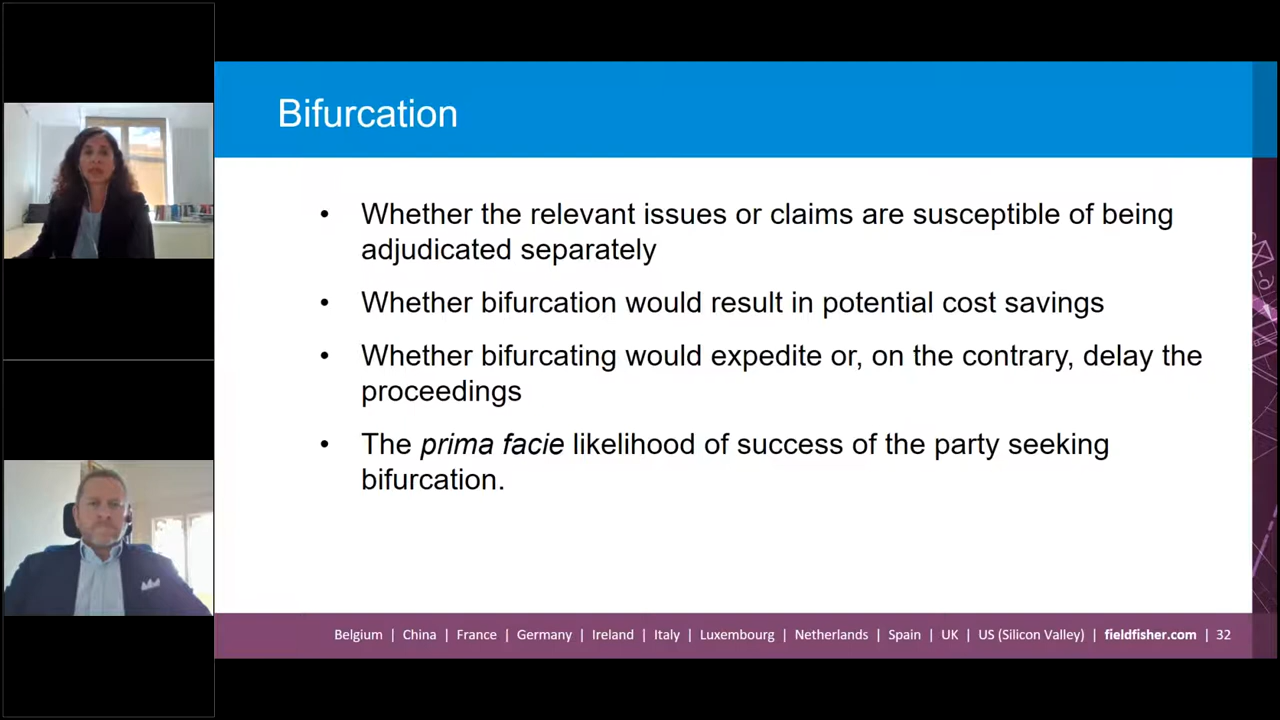 Bifurcation
• Whether the relevant issues or claims are susceptible of being
adjudicated separately
• Whether bifurcation would result in potential cost savings
• Whether bifurcating would expedite or, on the contrary, delay the
proceedings
• The prima facie likelihood of success of the party seeking
bifurcation.
Belgium | China | France | Germany | Ireland | Italy | Luxembourg | Netherlands | Spain | UK | US (Silicon Valley) | fieldfisher.com | 32